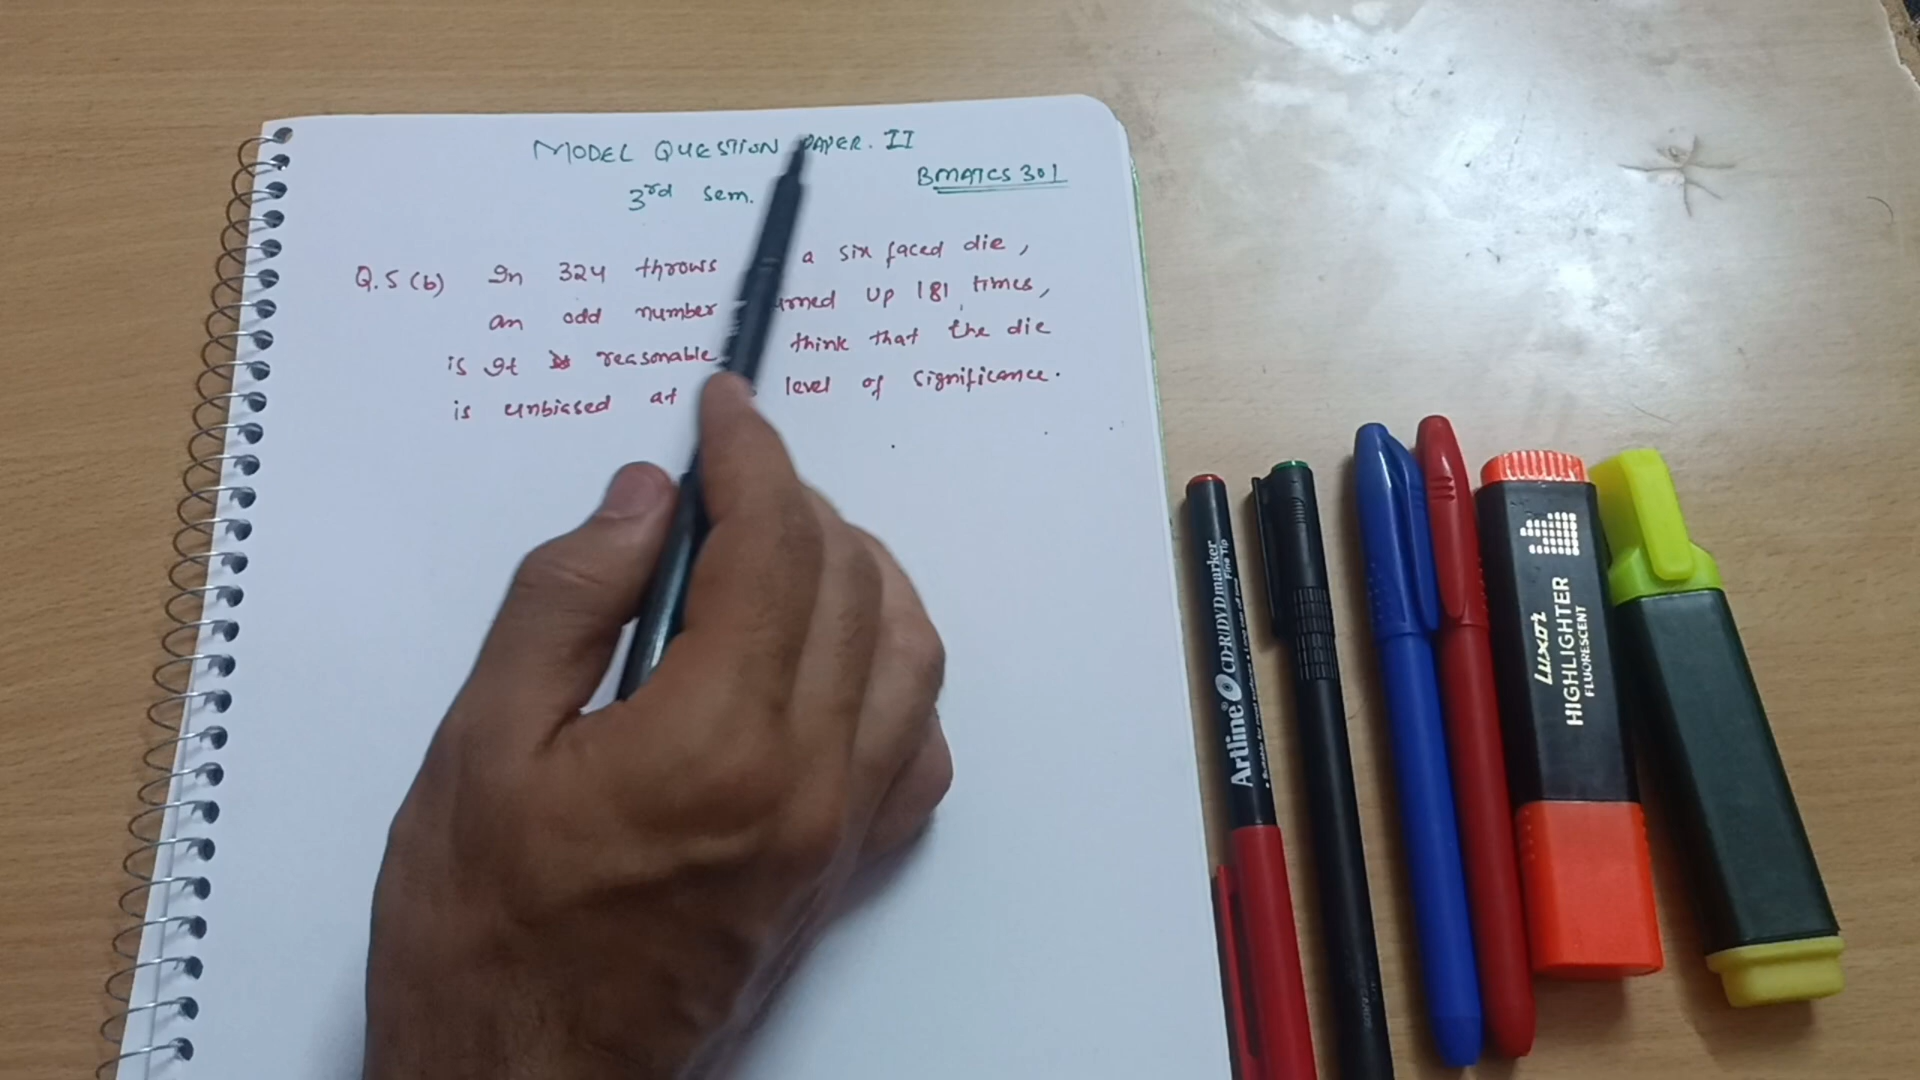 MODEL QUESTION PAPER. II
BMATCS 301
3rd sem.
Q.5 (b) In 324 throws a six faced die,
an odd number turned up 181 times,
is It reasonable think that the die
is unbiased at level of significance.
Artline CD-R/DVD marker
Fine Tip
Luxor
HIGHLIGHTER
FLUORESCENT